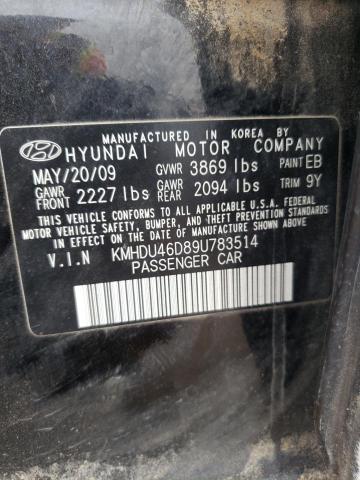 MANUFACTURED IN KOREA BY
HYUNDAI MOTOR COMPANY
MAY/20/09 GVWR 3869 lbs PAINT EB
GAWR FRONT 2227 lbs GAWR REAR 2094 lbs TRIM 9Y
THIS VEHICLE CONFORMS TO ALL APPLICABLE U.S.A. FEDERAL
MOTOR VEHICLE SAFETY, BUMPER, AND THEFT PREVENTION
STANDARDS IN EFFECT ON THE DATE OF MANUFACTURE SHOWN ABOVE.
V.I.N KMHDU46D89U783514
PASSENGER CAR